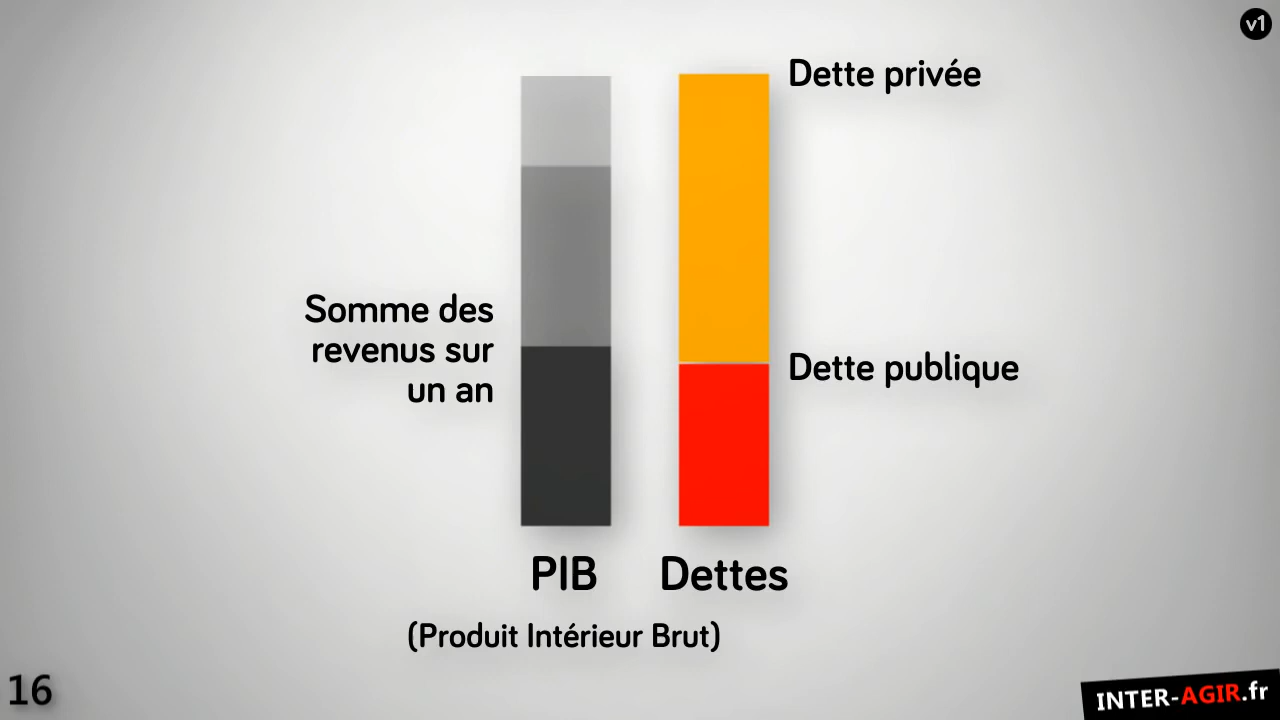 v1
Dette privée
Somme des
revenus sur
un an
Dette publique
PIB
Dettes
(Produit Intérieur Brut)
16
INTER-AGIR.fr